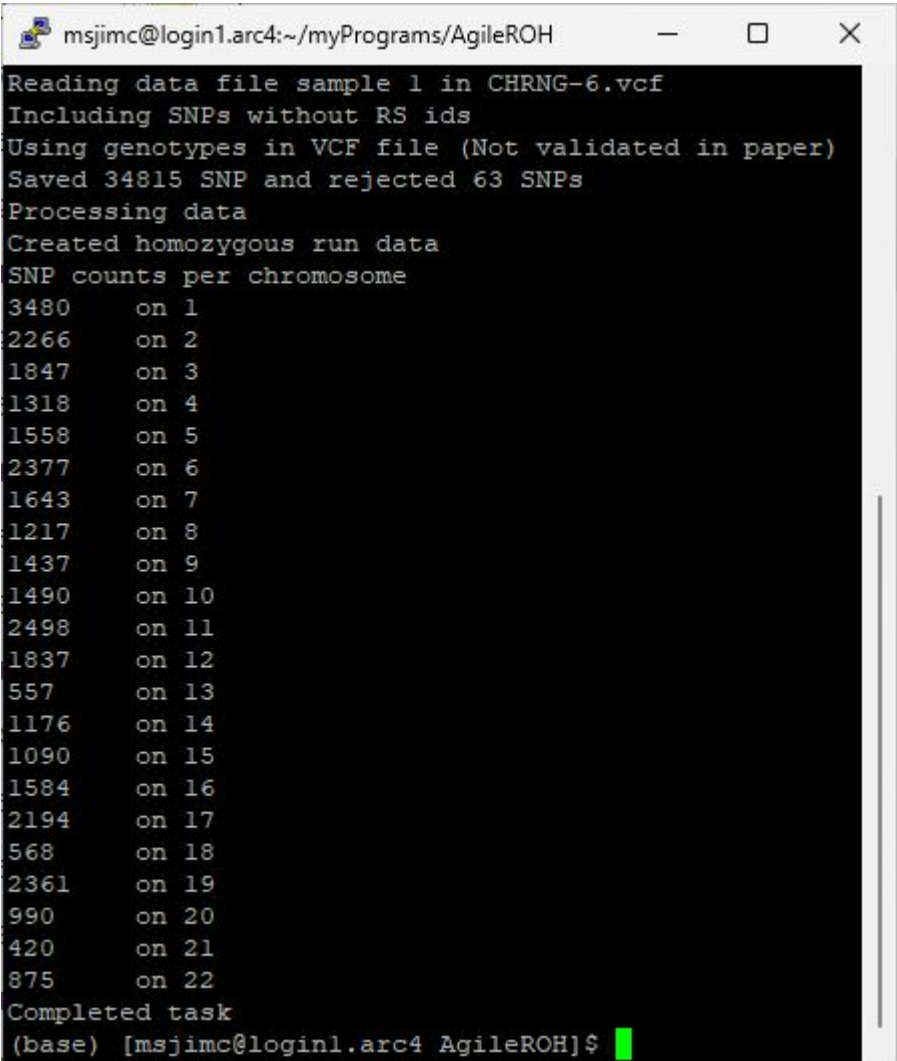 msjimc@login1.arc4:~/myPrograms/AgileROH
Reading data file sample 1 in CHRNG-6.vcf
Including SNPs without RS ids
Using genotypes in VCF file (Not validated in paper)
Saved 34815 SNP and rejected 63 SNPs
Processing data
Created homozygous run data
SNP counts per chromosome
3480 on 1
2266 on 2
1847 on 3
1318 on 4
1558 on 5
2377 on 6
1643 on 7
1217 on 8
1437 on 9
1490 on 10
2498 on 11
1837 on 12
557 on 13
1176 on 14
1090 on 15
1584 on 16
2194 on 17
568 on 18
2361 on 19
990 on 20
420 on 21
875 on 22
Completed task
(base) [msjimc@login1.arc4 AgileROH]$